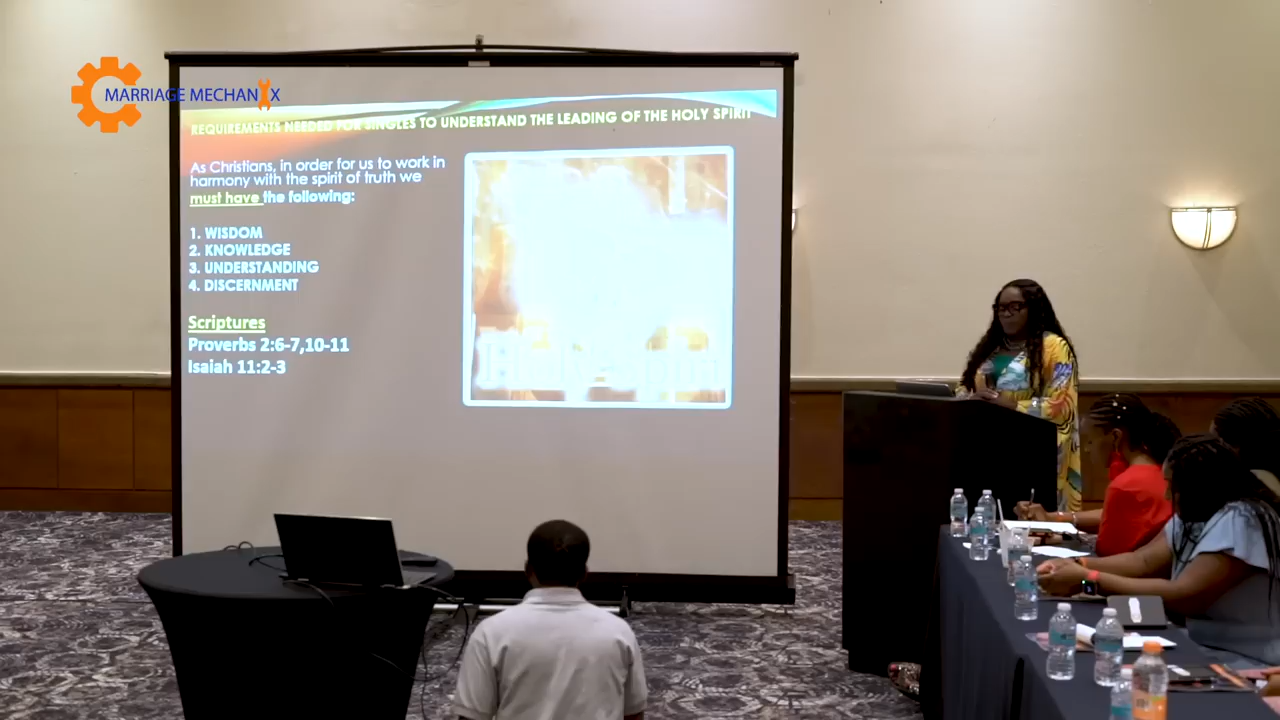 MARRIAGE MECHANIX
REQUIREMENTS NEEDED FOR SINGLES TO UNDERSTAND THE LEADING OF THE HOLY SPIRIT
As Christians, in order for us to work in
harmony with the spirit of truth we
must have the following:
1. WISDOM
2. KNOWLEDGE
3. UNDERSTANDING
4. DISCERNMENT
Scriptures
Proverbs 2:6-7,10-11
Isaiah 11:2-3